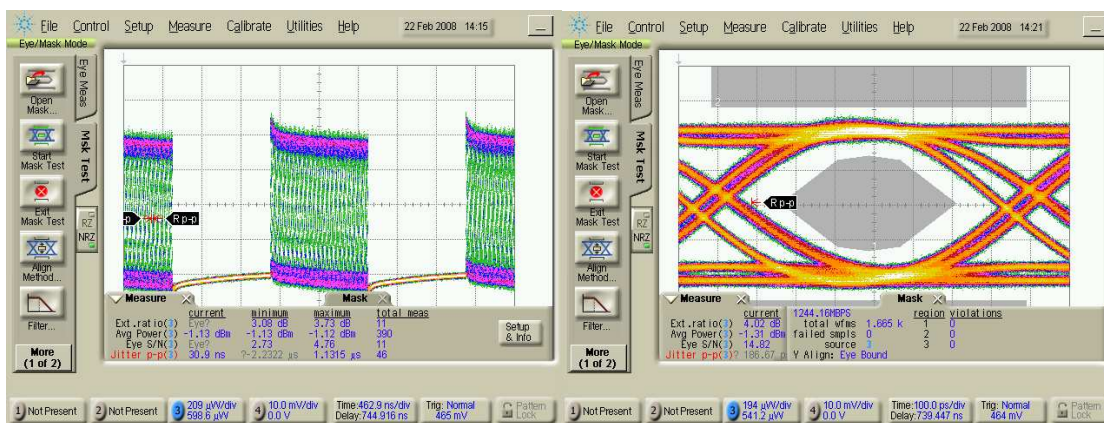 File Control Setup Measure Calibrate Utilities Help 22 Feb 2008 14:15
Eye/Mask Mode
Open
Mask...
Start
Mask Test
Exit
Mask Test
Align
Method...
Filter...
More
(1 of 2)
Eye Meas
Msk Test
RZ
NRZ
p-p
R p-p
Measure Mask
current minimum maximum total meas
Ext.ratio(3) Eye? 3.08 dB 3.73 dB 11
Avg Power(3) -1.13 dBm -1.13 dBm -1.12 dBm 390
Eye S/N(3) Eye? 2.73 4.76 11
Jitter p-p(3) 30.9 ns ?-2.2322 µs 1.1315 µs 46
Setup
& Info
1) Not Present 2) Not Present 3) 209 µW/div 4) 10.0 mV/div Time:462.9 ns/div Trig: Normal Pattern
598.6 µW 0.0 V Delay:744.916 ns 465 mV Lock
File Control Setup Measure Calibrate Utilities Help 22 Feb 2008 14:21
Eye/Mask Mode
Open
Mask...
Start
Mask Test
Exit
Mask Test
Align
Method...
Filter...
More
(1 of 2)
Eye Meas
Msk Test
RZ
NRZ
2
R p-p
1
Measure Mask
current 1244.16MBPS region violations
Ext.ratio(3) 4.02 dB total wfms 1.665 k 1 0
Avg Power(3) -1.31 dBm failed smpls 0 2 0
Eye S/N(3) 14.82 source 3 3 0
Jitter p-p(3)? 186.67 p Y Align: Eye Bound
1) Not Present 2) Not Present 3) 194 µW/div 4) 10.0 mV/div Time:100.0 ps/div Trig: Normal Pattern
541.2 µW 0.0 V Delay:739.447 ns 464 mV Lock